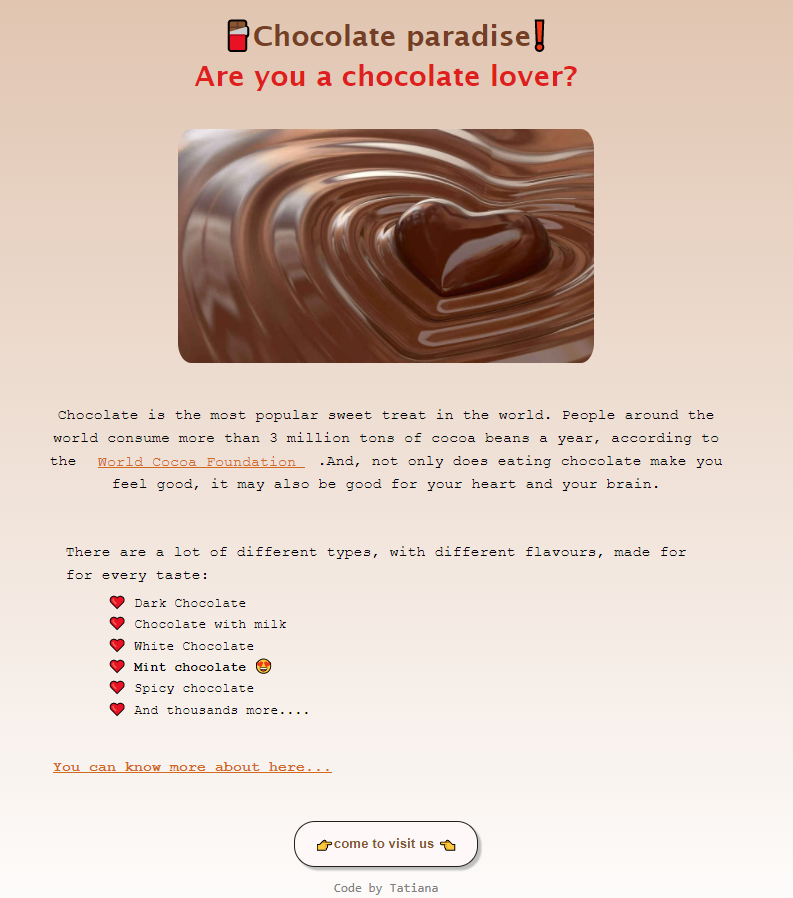 🍫Chocolate paradise❗
Are you a chocolate lover?
Chocolate is the most popular sweet treat in the world. People around the
world consume more than 3 million tons of cocoa beans a year, according to
the World Cocoa Foundation .And, not only does eating chocolate make you
feel good, it may also be good for your heart and your brain.
There are a lot of different types, with different flavours, made for
for every taste:
❤️ Dark Chocolate
❤️ Chocolate with milk
❤️ White Chocolate
❤️ Mint chocolate 🤩
❤️ Spicy chocolate
❤️ And thousands more....
You can know more about here...
👉come to visit us 👈
Code by Tatiana